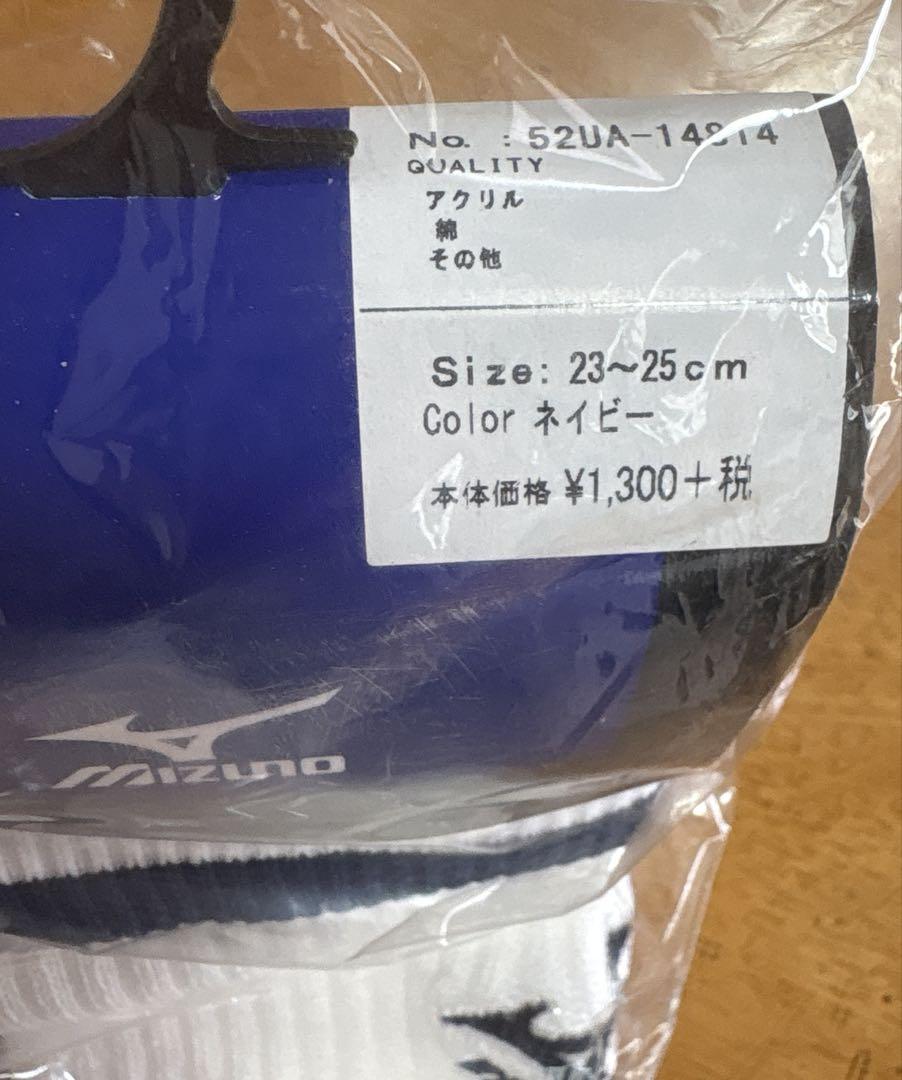 No. : 52UA-14814
QUALITY
アクリル
綿
その他
Size: 23〜25cm
Color ネイビー
本体価格 ¥1,300+税
MIZUNO